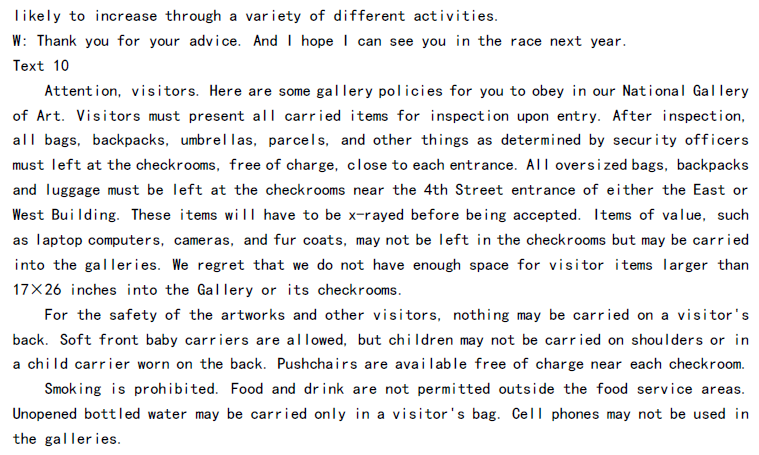 likely to increase through a variety of different activities.
W: Thank you for your advice. And I hope I can see you in the race next year.
Text 10
Attention, visitors. Here are some gallery policies for you to obey in our National Gallery
of Art. Visitors must present all carried items for inspection upon entry. After inspection,
all bags, backpacks, umbrellas, parcels, and other things as determined by security officers
must left at the checkrooms, free of charge, close to each entrance. All oversized bags, backpacks
and luggage must be left at the checkrooms near the 4th Street entrance of either the East or
West Building. These items will have to be x-rayed before being accepted. Items of value, such
as laptop computers, cameras, and fur coats, may not be left in the checkrooms but may be carried
into the galleries. We regret that we do not have enough space for visitor items larger than
17×26 inches into the Gallery or its checkrooms.
For the safety of the artworks and other visitors, nothing may be carried on a visitor's
back. Soft front baby carriers are allowed, but children may not be carried on shoulders or in
a child carrier worn on the back. Pushchairs are available free of charge near each checkroom.
Smoking is prohibited. Food and drink are not permitted outside the food service areas.
Unopened bottled water may be carried only in a visitor's bag. Cell phones may not be used in
the galleries.